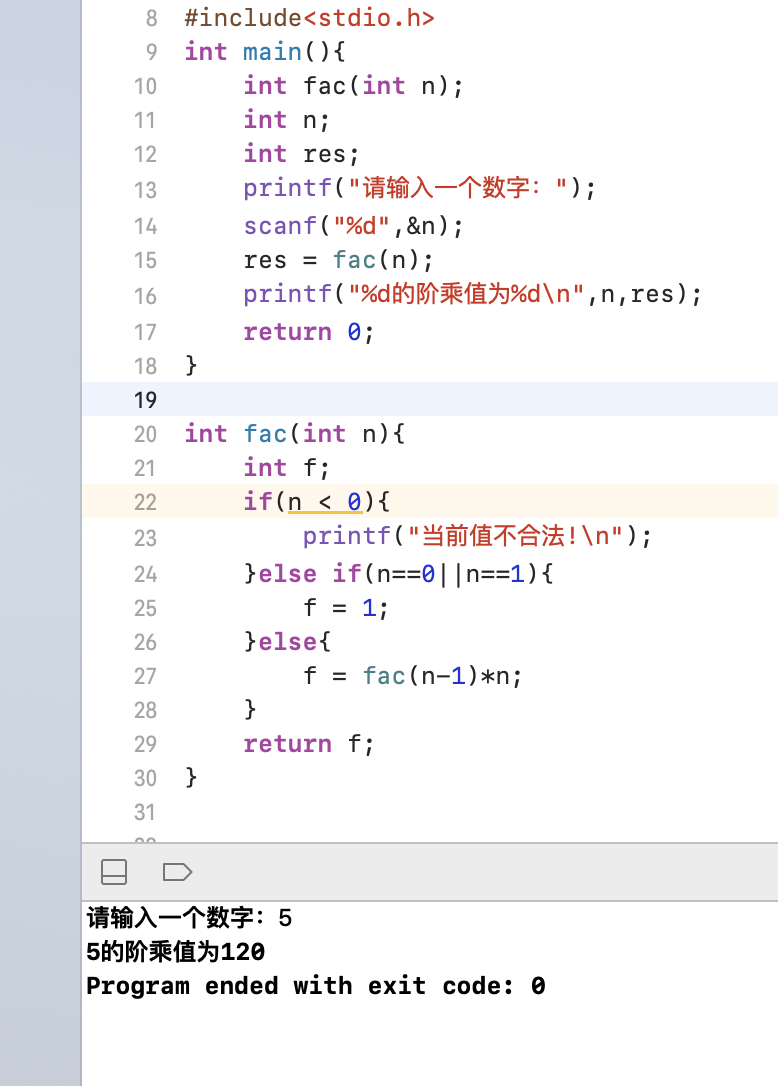 8 #include<stdio.h>
9 int main(){
10     int fac(int n);
11     int n;
12     int res;
13     printf("请输入一个数字：");
14     scanf("%d",&n);
15     res = fac(n);
16     printf("%d的阶乘值为%d\n",n,res);
17     return 0;
18 }
19
20 int fac(int n){
21     int f;
22     if(n < 0){
23         printf("当前值不合法!\n");
24     }else if(n==0||n==1){
25         f = 1;
26     }else{
27         f = fac(n-1)*n;
28     }
29     return f;
30 }
31
请输入一个数字：5
5的阶乘值为120
Program ended with exit code: 0